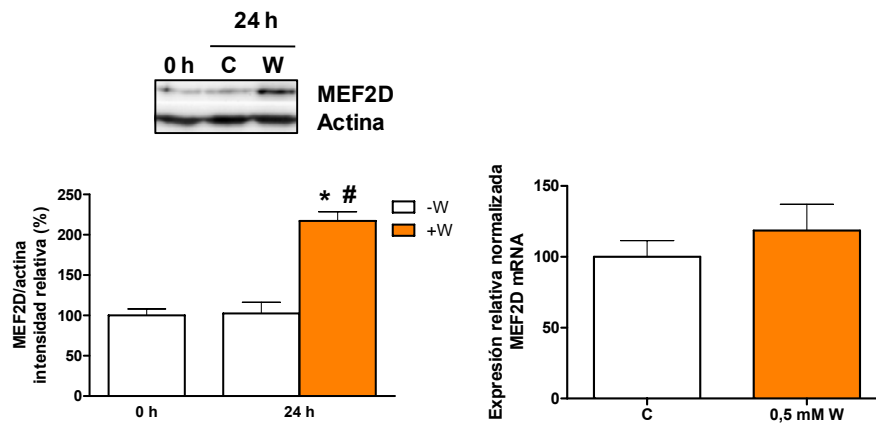 24 h
0 h C W
MEF2D
Actina
MEF2D/actina
intensidad relativa (%)
250
200
150
100
50
0
* #
-W
+W
0 h 24 h
Expresión relativa normalizada
MEF2D mRNA
150
100
50
0
C 0,5 mM W